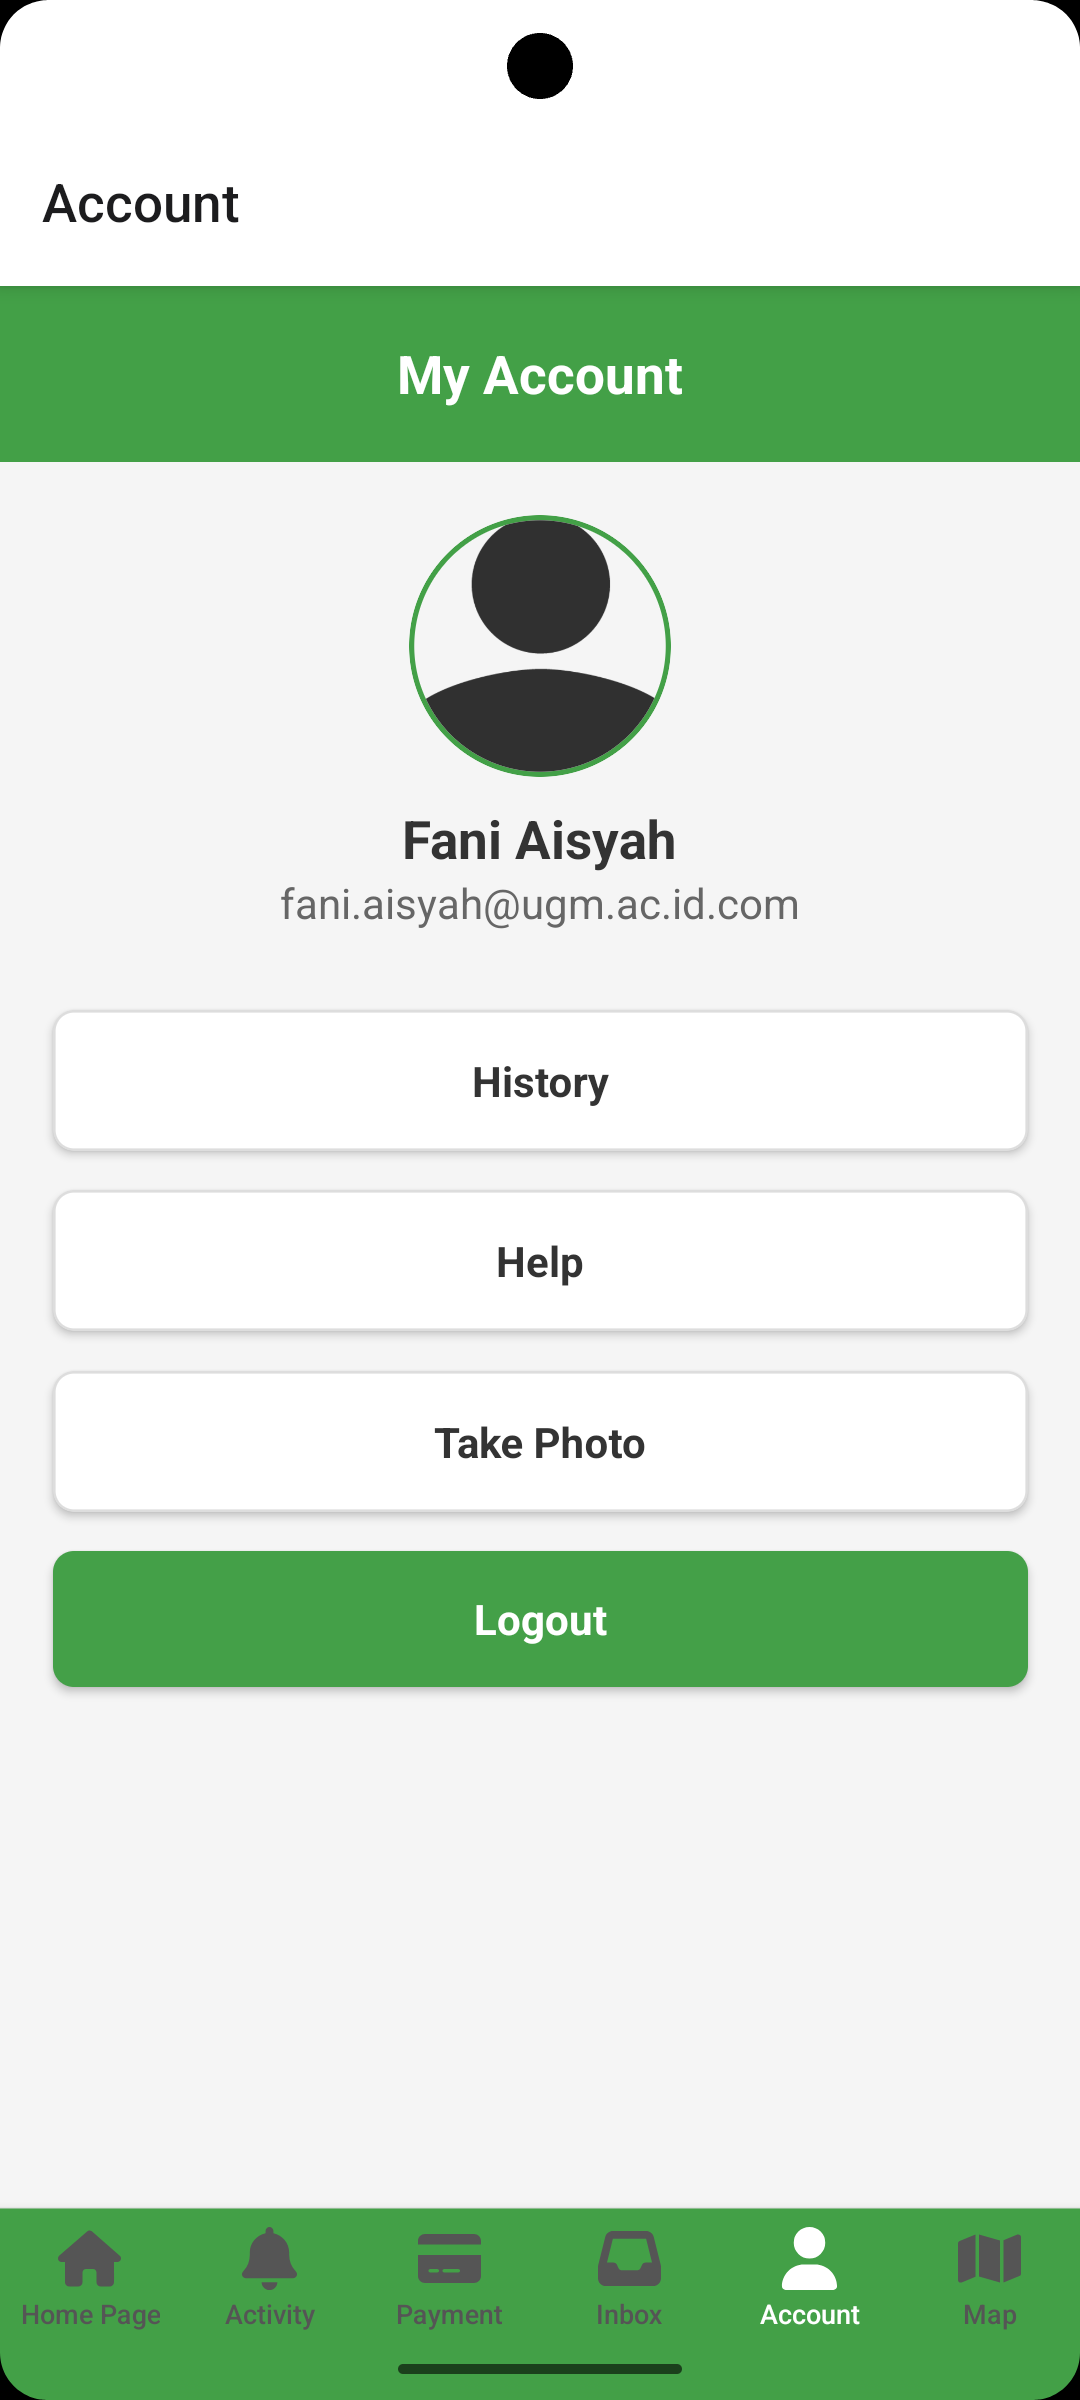 Account
My Account
Fani Aisyah
fani.aisyah@ugm.ac.id.com
History
Help
Take Photo
Logout
Home Page
Activity
Payment
Inbox
Account
Map